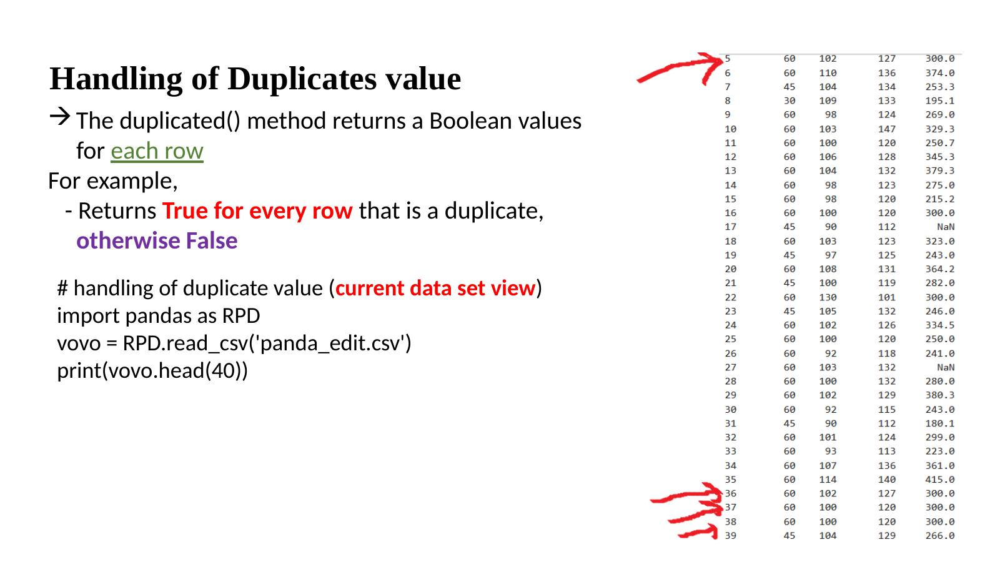 Handling of Duplicates value
→ The duplicated() method returns a Boolean values
for each row
For example,
- Returns True for every row that is a duplicate,
otherwise False
# handling of duplicate value (current data set view)
import pandas as RPD
vovo = RPD.read_csv('panda_edit.csv')
print(vovo.head(40))
5 60 102 127 300.0
6 60 110 136 374.0
7 45 104 134 253.3
8 30 109 133 195.1
9 60 98 124 269.0
10 60 103 147 329.3
11 60 100 120 250.7
12 60 106 128 345.3
13 60 104 132 379.3
14 60 98 123 275.0
15 60 98 120 215.2
16 60 100 120 300.0
17 45 90 112 NaN
18 60 103 123 323.0
19 45 97 125 243.0
20 60 108 131 364.2
21 45 100 119 282.0
22 60 130 101 300.0
23 45 105 132 246.0
24 60 102 126 334.5
25 60 100 120 250.0
26 60 92 118 241.0
27 60 103 132 NaN
28 60 100 132 280.0
29 60 102 129 380.3
30 60 92 115 243.0
31 45 90 112 180.1
32 60 101 124 299.0
33 60 93 113 223.0
34 60 107 136 361.0
35 60 114 140 415.0
36 60 102 127 300.0
37 60 100 120 300.0
38 60 100 120 300.0
39 45 104 129 266.0